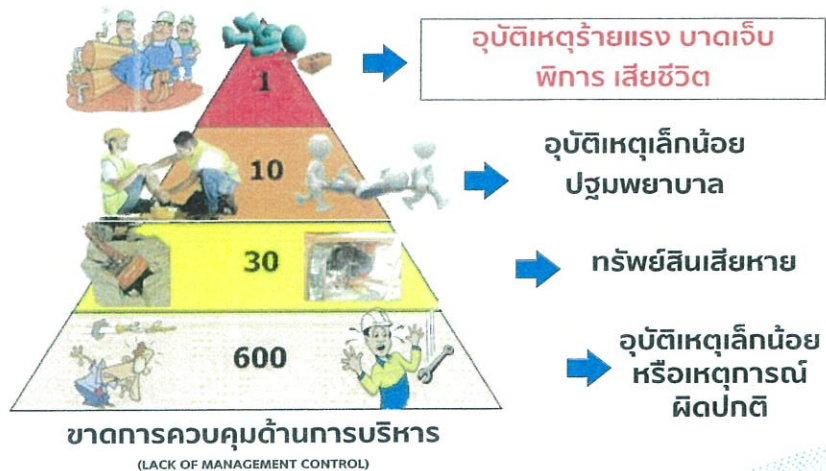 1
อุบัติเหตุร้ายแรง บาดเจ็บ
พิการ เสียชีวิต
10
อุบัติเหตุเล็กน้อย
ปฐมพยาบาล
30
ทรัพย์สินเสียหาย
600
อุบัติเหตุเล็กน้อย
หรือเหตุการณ์
ผิดปกติ
ขาดการควบคุมด้านการบริหาร
(LACK OF MANAGEMENT CONTROL)